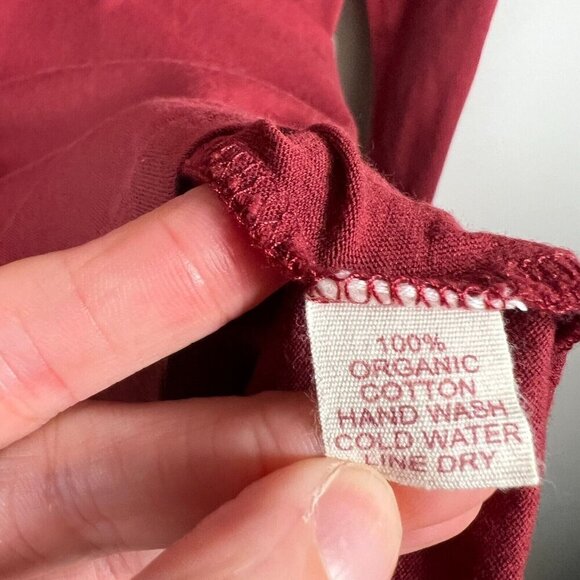 100%
ORGANIC
COTTON
HAND WASH
COLD WATER
LINE DRY